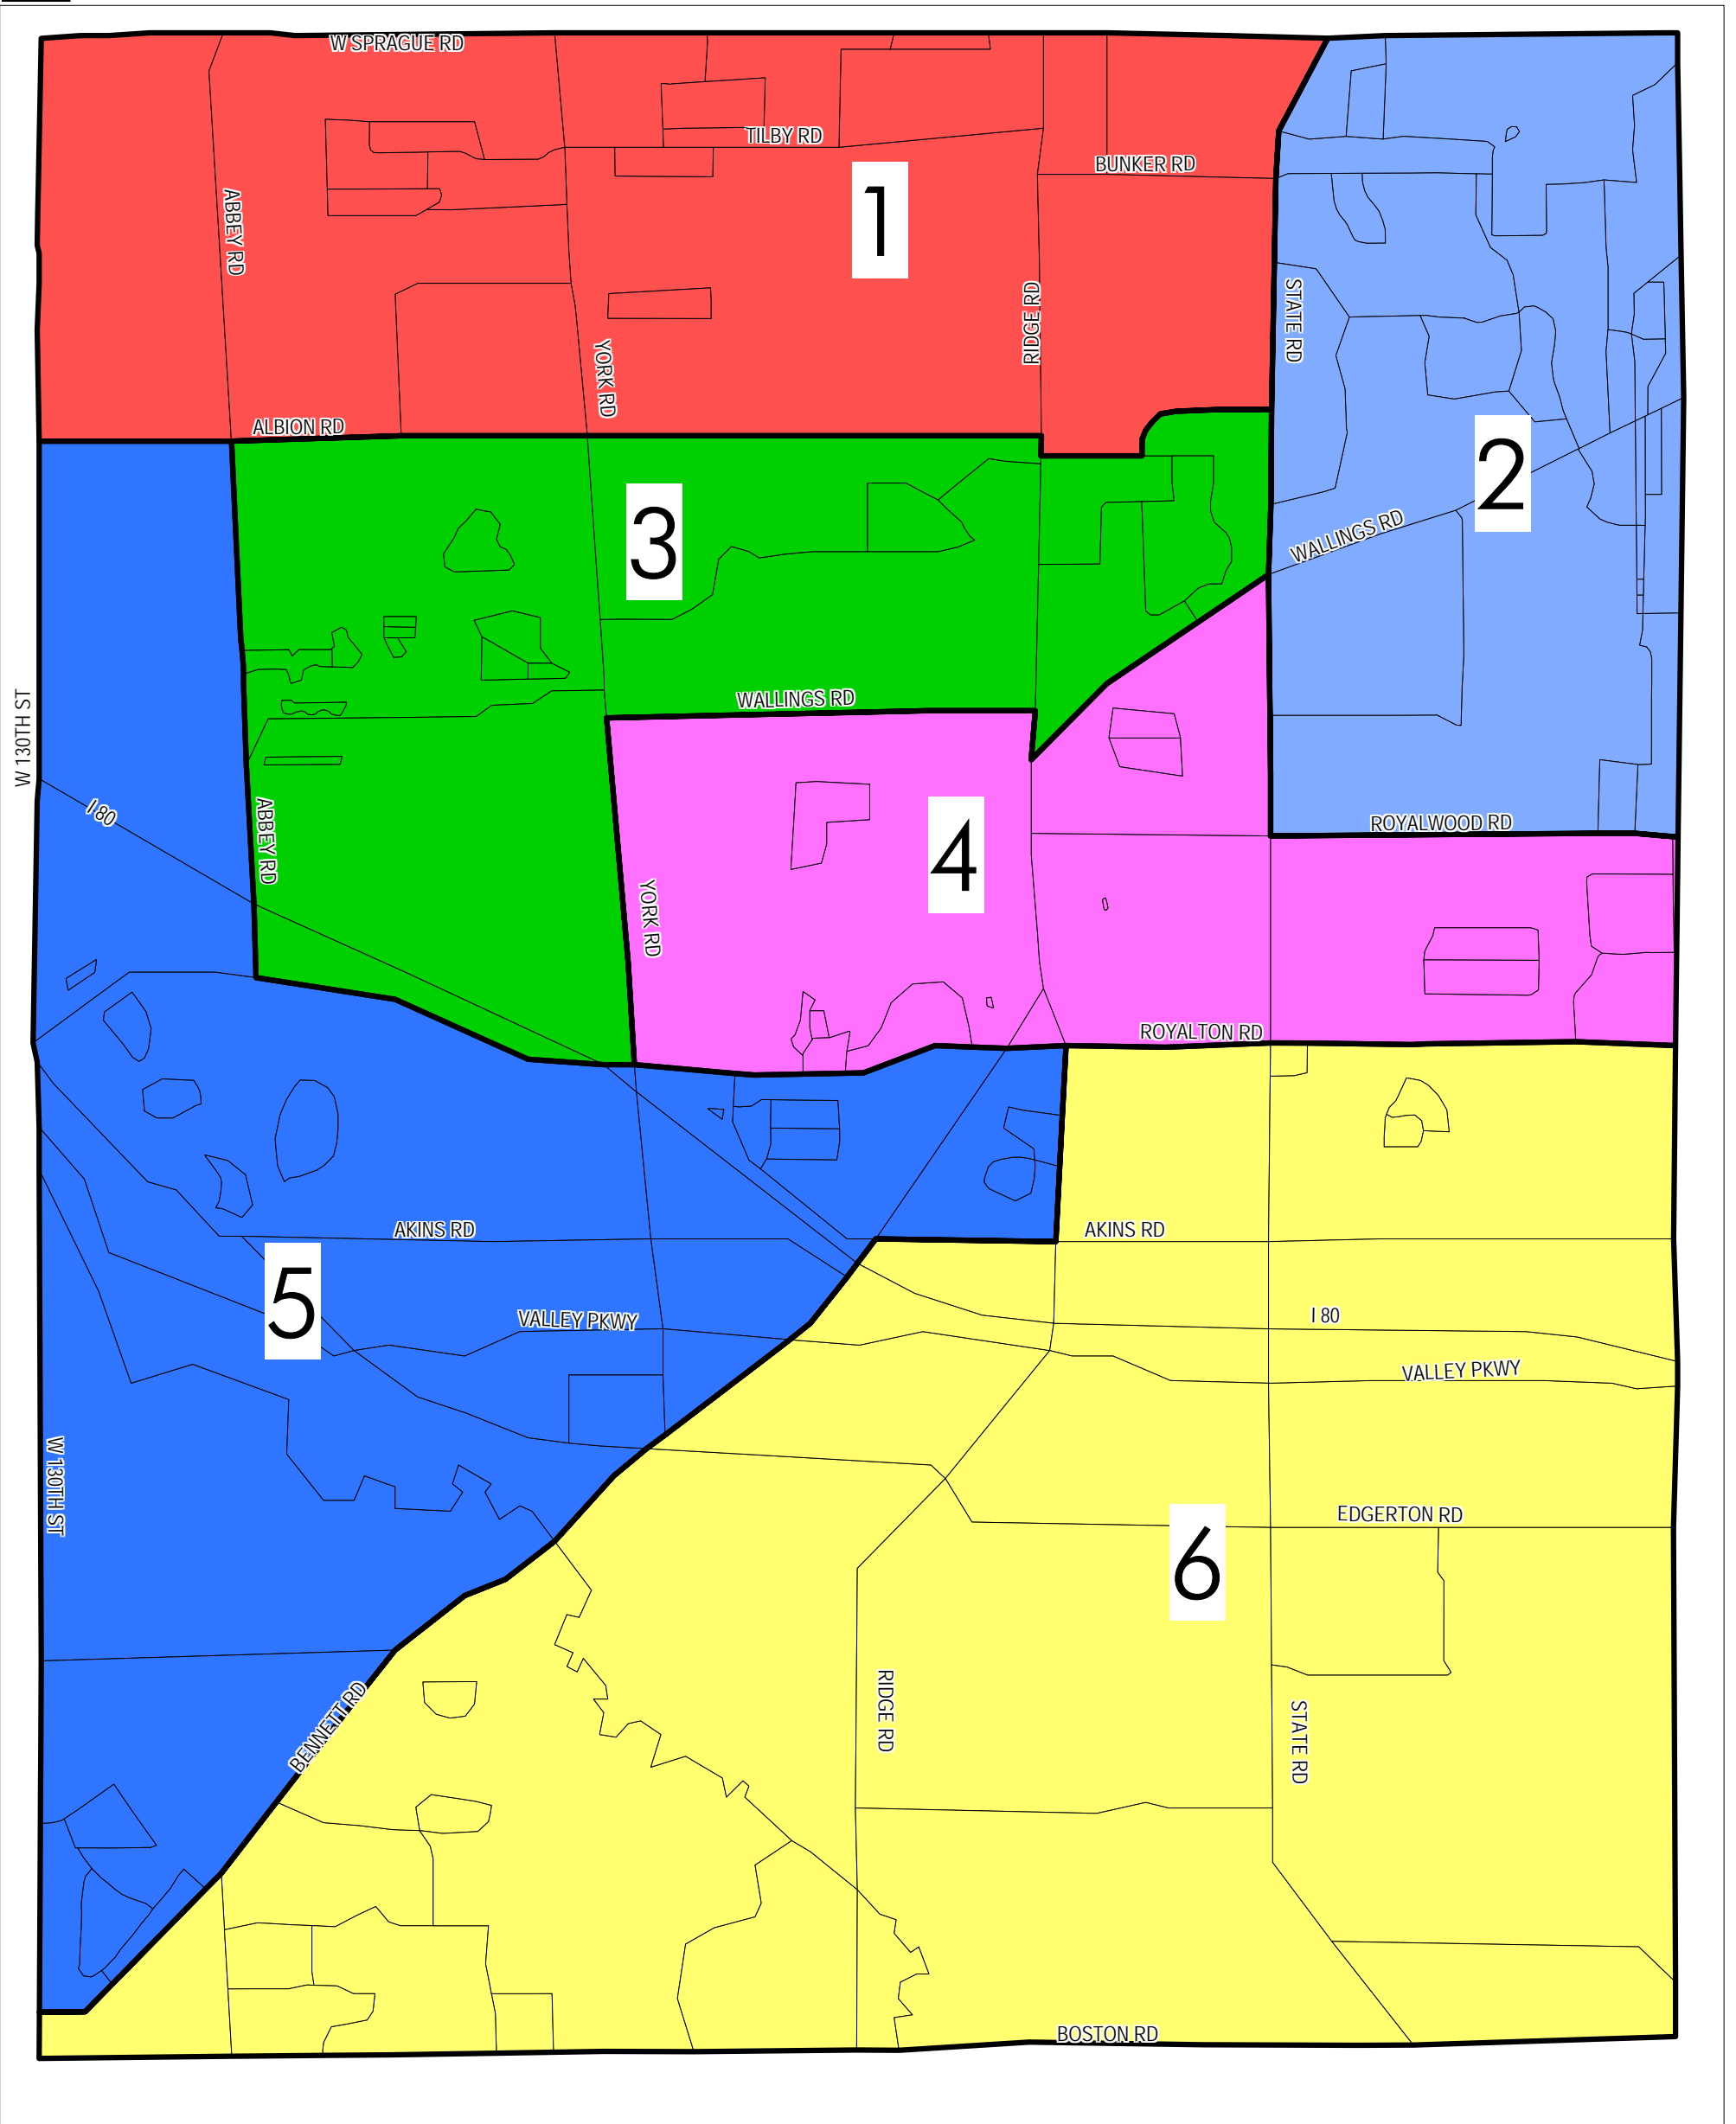 W SPRAGUE RD
TILBY RD
BUNKER RD
1
ABBEY RD
RIDGE RD
STATE RD
YORK RD
ALBION RD
2
3
WALLINGS RD
WALLINGS RD
W 130TH ST
I 80
ABBEY RD
4
ROYALWOOD RD
YORK RD
ROYALTON RD
AKINS RD
AKINS RD
5
VALLEY PKWY
I 80
VALLEY PKWY
W 130TH ST
EDGERTON RD
6
BENNETT RD
RIDGE RD
STATE RD
BOSTON RD